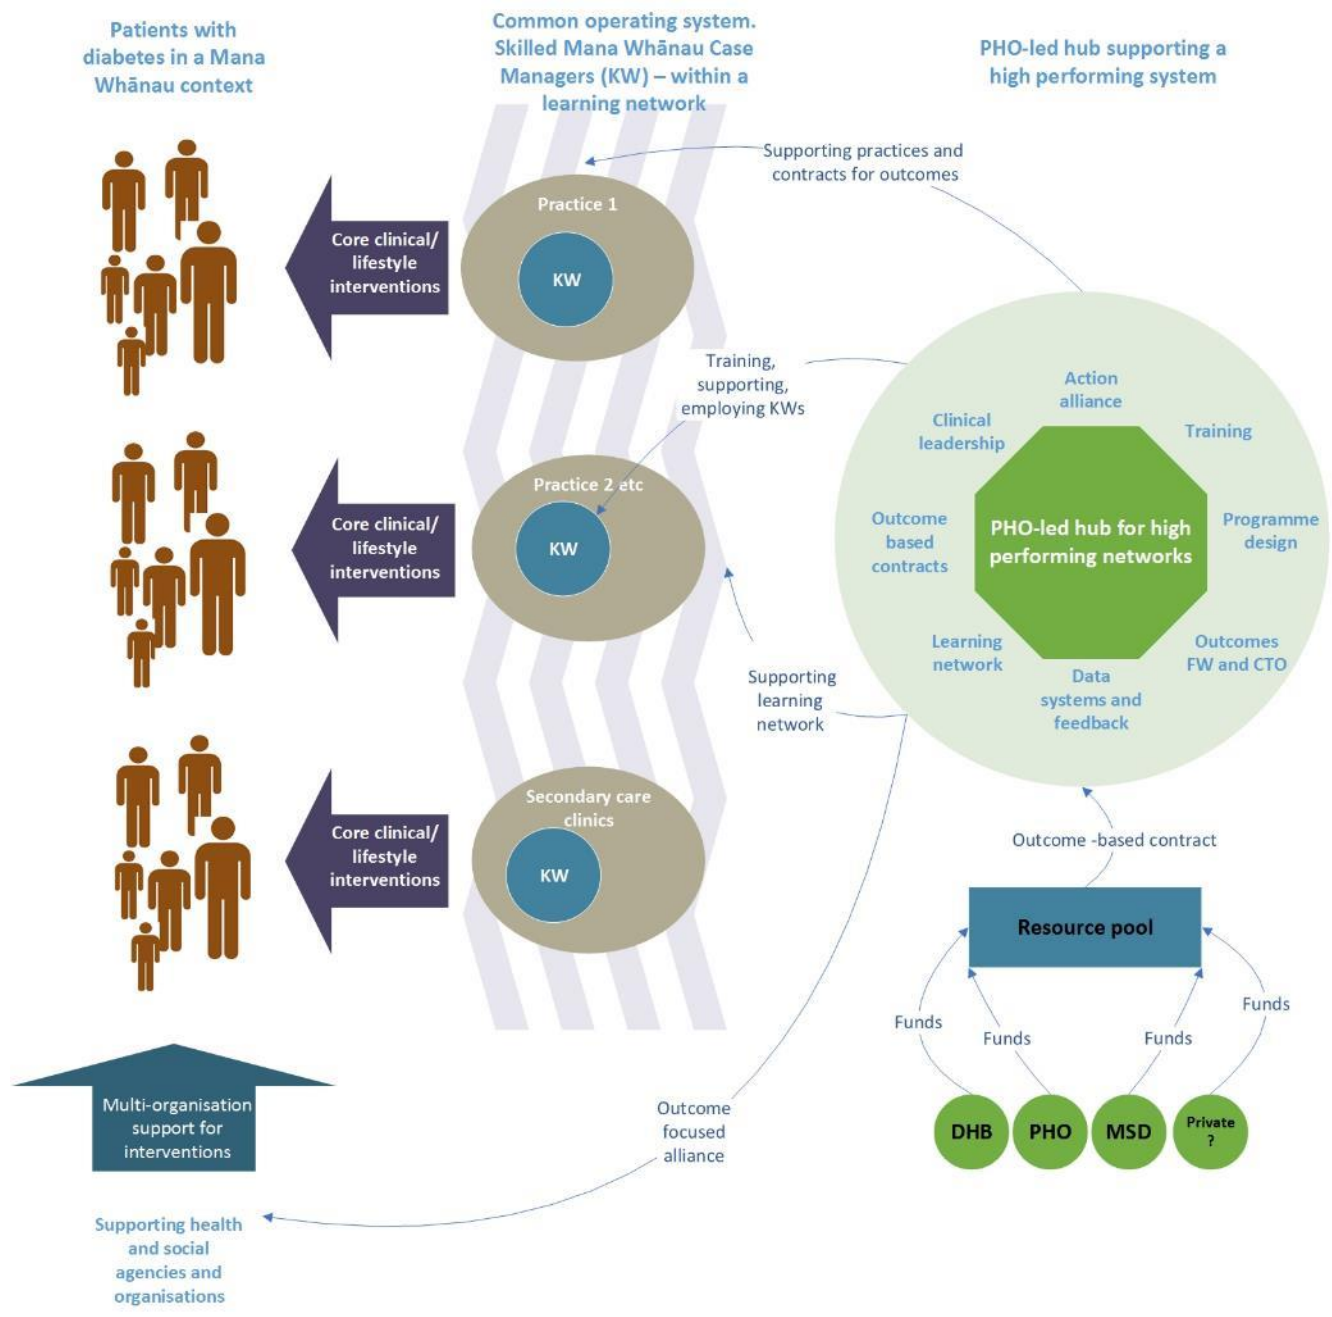 Patients with
diabetes in a Mana
Whānau context
Common operating system.
Skilled Mana Whānau Case
Managers (KW) – within a
learning network
PHO-led hub supporting a
high performing system
Supporting practices and
contracts for outcomes
Practice 1
KW
Core clinical/
lifestyle
interventions
Training,
supporting,
employing KWs
Practice 2 etc
KW
Core clinical/
lifestyle
interventions
Supporting
learning
network
Secondary care
clinics
KW
Core clinical/
lifestyle
interventions
Action
alliance
Clinical
leadership
Training
Outcome
based
contracts
PHO-led hub for high
performing networks
Programme
design
Learning
network
Outcomes
FW and CTO
Data
systems and
feedback
Outcome -based contract
Resource pool
Funds
Funds
Funds
Funds
DHB
PHO
MSD
Private
?
Outcome
focused
alliance
Multi-organisation
support for
interventions
Supporting health
and social
agencies and
organisations